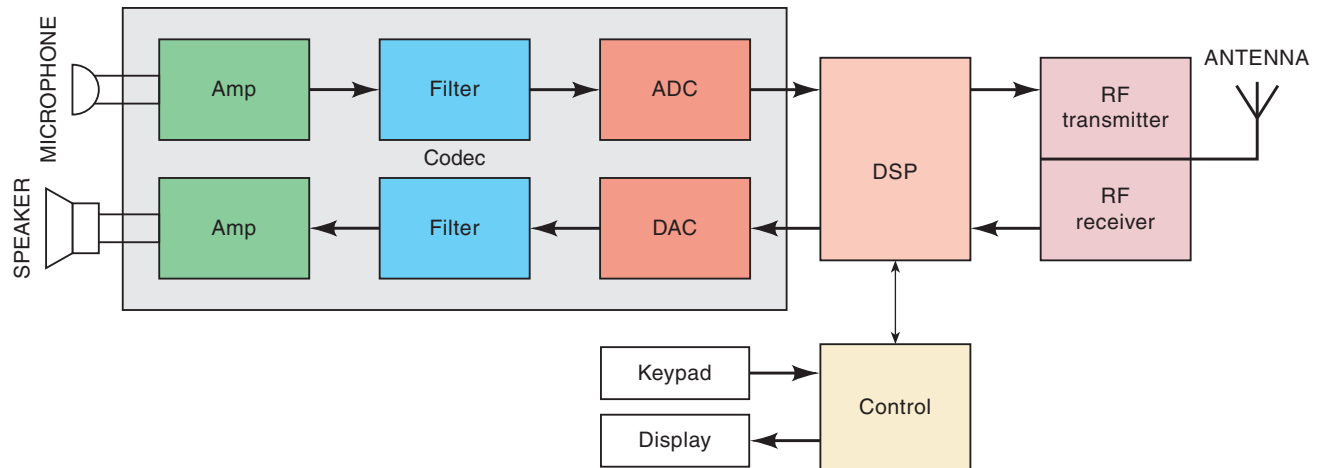 MICROPHONE
Amp
Filter
ADC
Codec
SPEAKER
Amp
Filter
DAC
DSP
RF
transmitter
RF
receiver
ANTENNA
Keypad
Display
Control